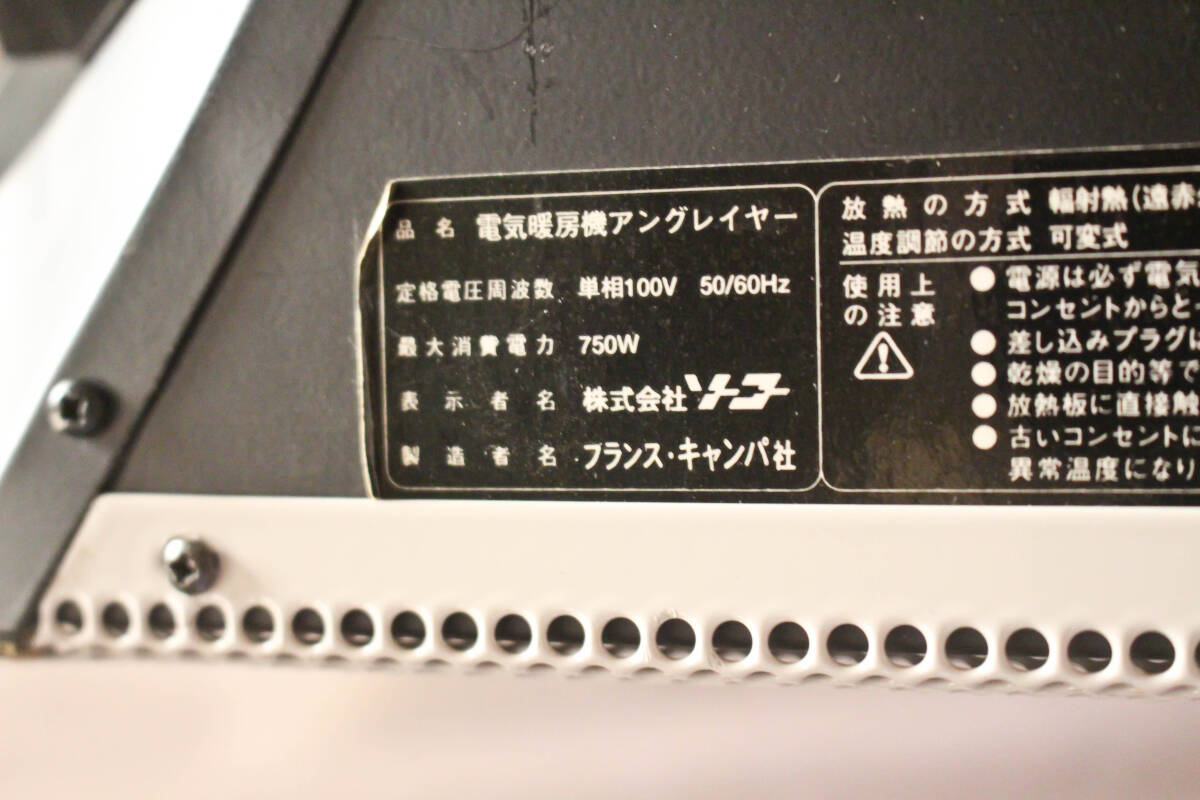 品名 電気暖房機アングレイヤー
定格電圧周波数 単相100V 50/60Hz
最大消費電力 750W
表示者名 株式会社ソーコー
製造者名 フランス・キャンパ社
放熱の方式 輻射熱(遠赤
温度調節の方式 可変式
使用上
の注意
● 電源は必ず電気
コンセントからと
● 差し込みプラグは
● 乾燥の目的等で
● 放熱板に直接触
● 古いコンセントに
異常温度になり